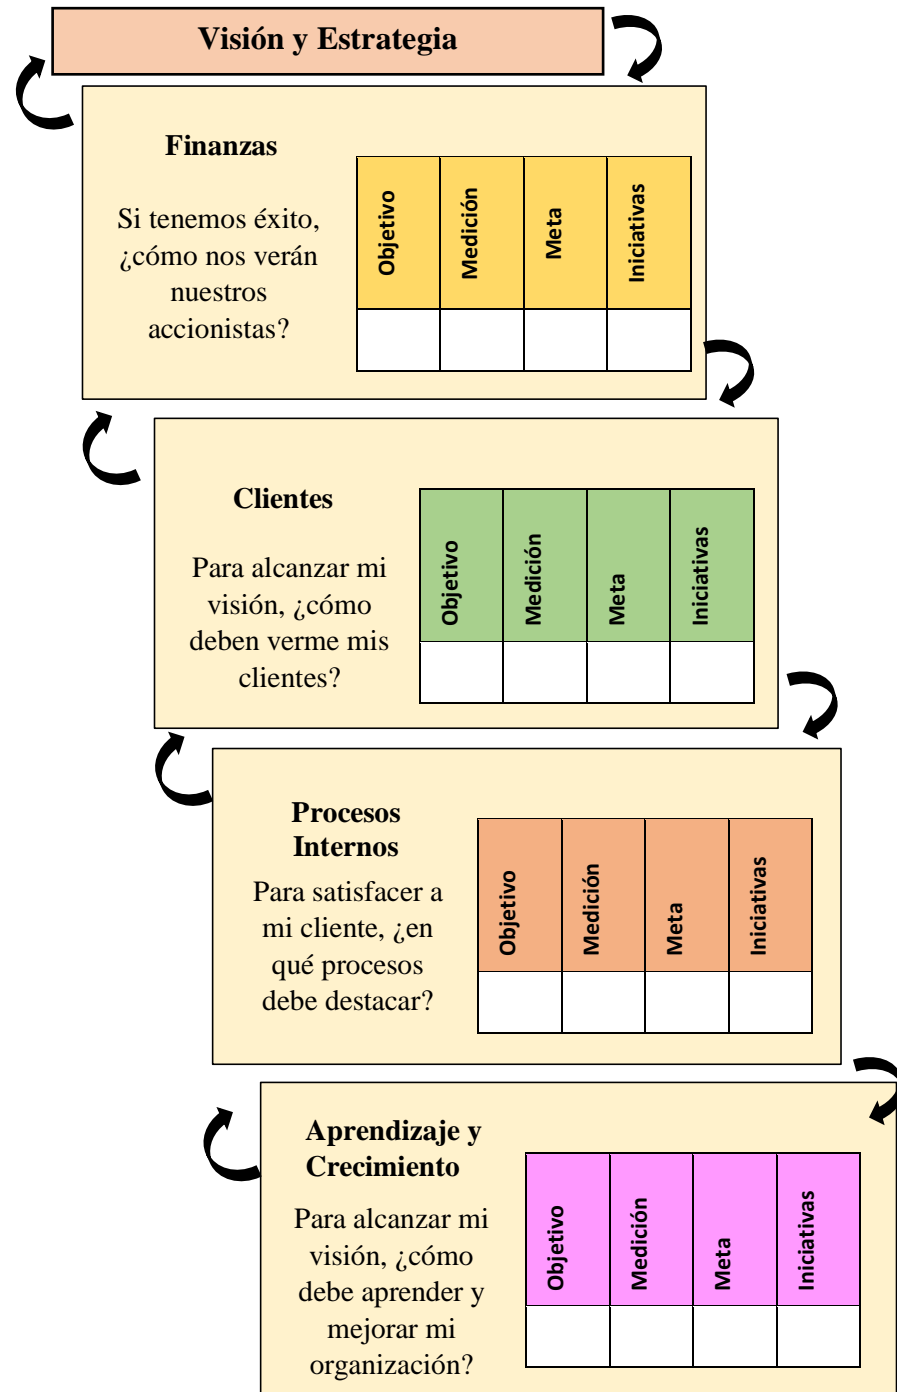 Visión y Estrategia
Finanzas
Si tenemos éxito,
¿cómo nos verán
nuestros
accionistas?
Objetivo
Medición
Meta
Iniciativas
Clientes
Para alcanzar mi
visión, ¿cómo
deben verme mis
clientes?
Objetivo
Medición
Meta
Iniciativas
Procesos
Internos
Para satisfacer a
mi cliente, ¿en
qué procesos
debe destacar?
Objetivo
Medición
Meta
Iniciativas
Aprendizaje y
Crecimiento
Para alcanzar mi
visión, ¿cómo
debe aprender y
mejorar mi
organización?
Objetivo
Medición
Meta
Iniciativas